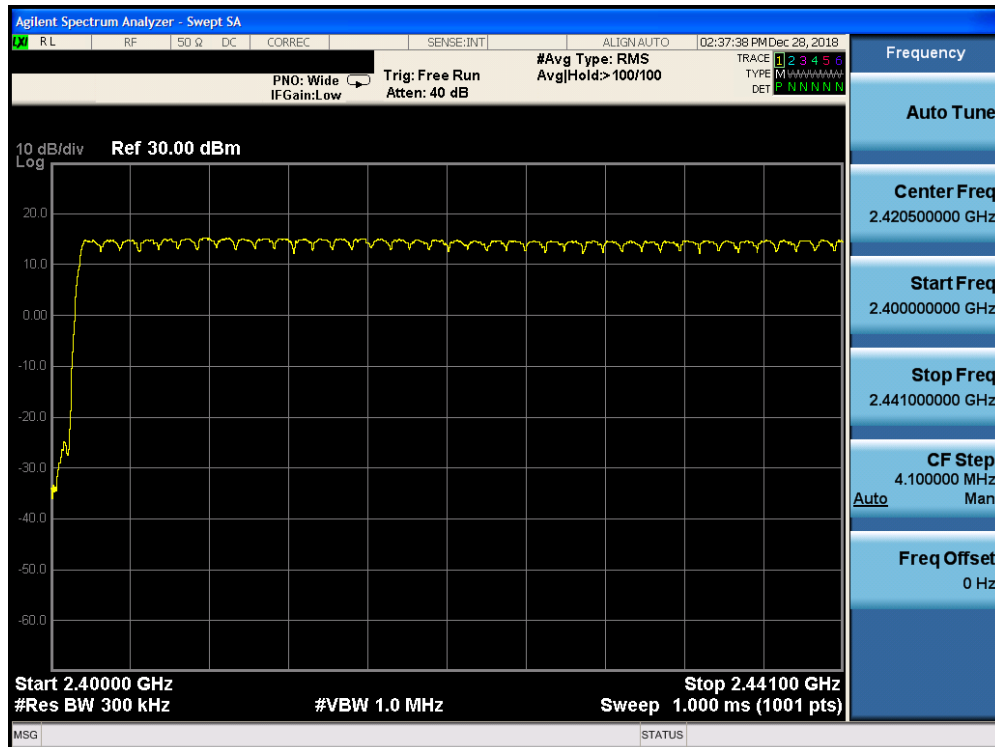 Agilent Spectrum Analyzer - Swept SA
LXI RL RF 50 Ω DC CORREC SENSE:INT ALIGN AUTO 02:37:38 PM Dec 28, 2018
Frequency
#Avg Type: RMS TRACE 1 2 3 4 5 6
PNO: Wide Trig: Free Run Avg|Hold:> 100/100 TYPE M WWWWW
IFGain:Low Atten: 40 dB DET P N N N N N
Auto Tune
10 dB/div Ref 30.00 dBm
Log
20.0
10.0
0.00
-10.0
-20.0
-30.0
-40.0
-50.0
-60.0
Center Freq
2.420500000 GHz
Start Freq
2.400000000 GHz
Stop Freq
2.441000000 GHz
CF Step
4.100000 MHz
Auto Man
Freq Offset
0 Hz
Start 2.40000 GHz Stop 2.44100 GHz
#Res BW 300 kHz #VBW 1.0 MHz Sweep 1.000 ms (1001 pts)
MSG STATUS